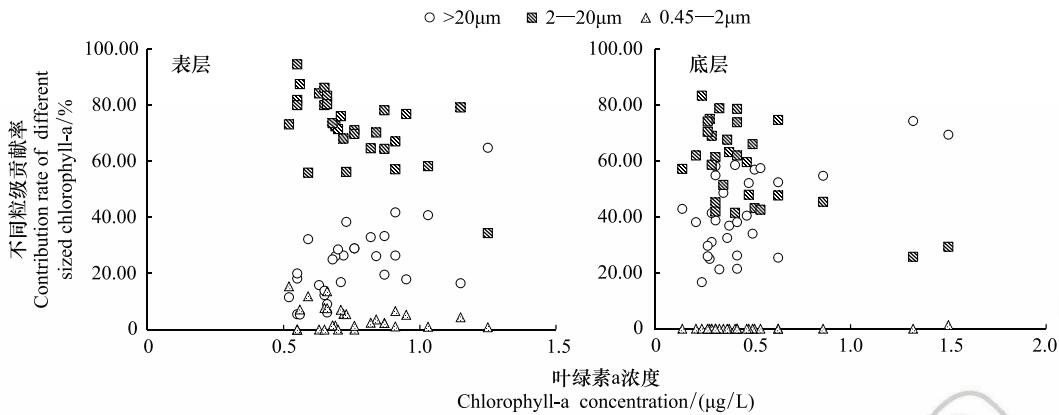 ○ >20μm ▧ 2—20μm △ 0.45—2μm
不同粒级贡献率
Contribution rate of different
sized chlorophyll-a/%
表层
100.00
80.00
60.00
40.00
20.00
0
0 0.5 1.0 1.5
底层
100.00
80.00
60.00
40.00
20.00
0
0 0.5 1.0 1.5 2.0
叶绿素a浓度
Chlorophyll-a concentration/(μg/L)